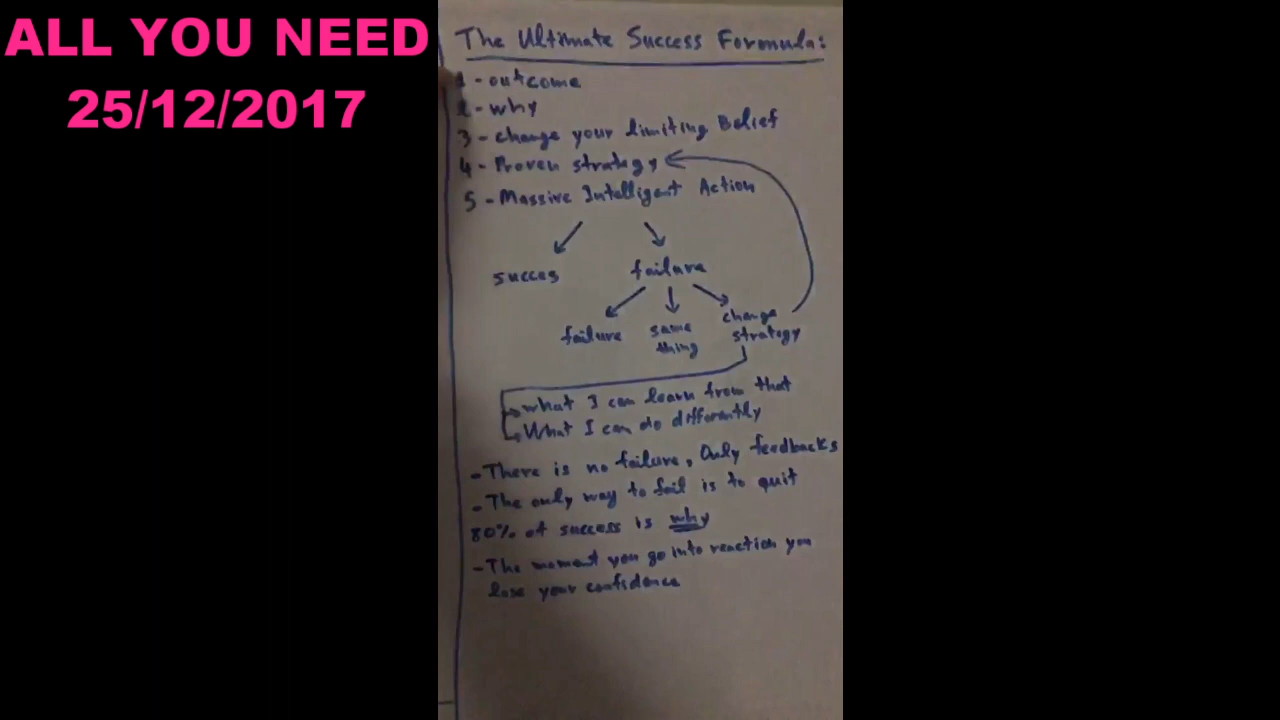 ALL YOU NEED
25/12/2017
The Ultimate Success Foromula:
1 - outcome
2 - why
3 - change your limiting Belief
4 - Proven strategy
5 - Massive Intelligent Action
succes
failure
failure
same
thing
change
strategy
what I can learn from that
What I can do differantly
- There is no failure, Only feedbacks
- The only way to fail is to quit
80% of success is why
- The moment you go into reaction you
lose your confidence